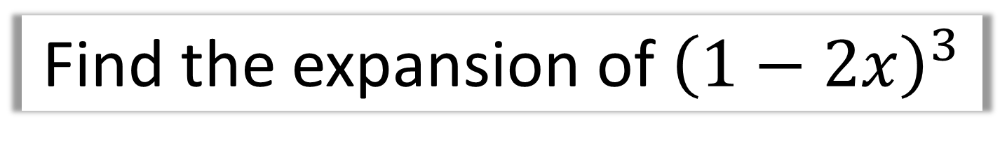 Find the expansion of (1 − 2x)³